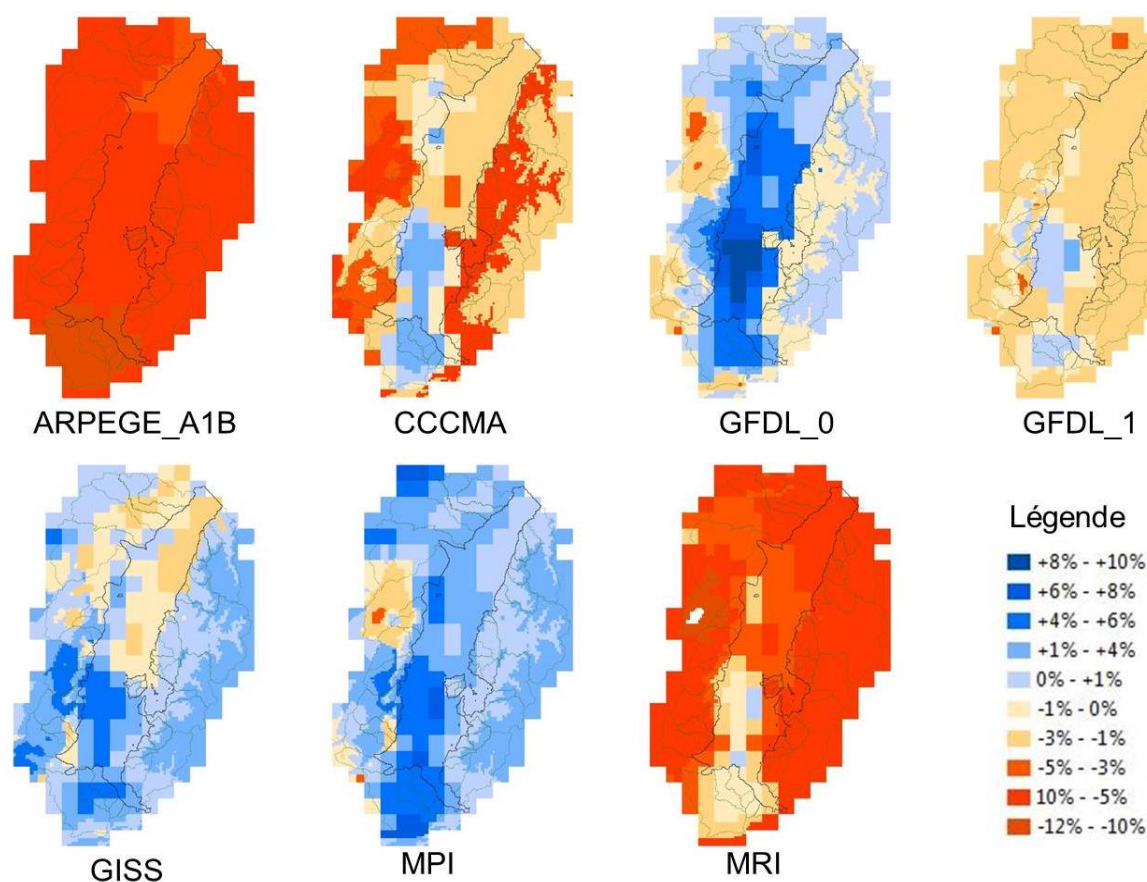 ARPEGE_A1B
CCCMA
GFDL_0
GFDL_1
GISS
MPI
MRI
Légende
+8% - +10%
+6% - +8%
+4% - +6%
+1% - +4%
0% - +1%
-1% - 0%
-3% - -1%
-5% - -3%
10% - -5%
-12% - -10%